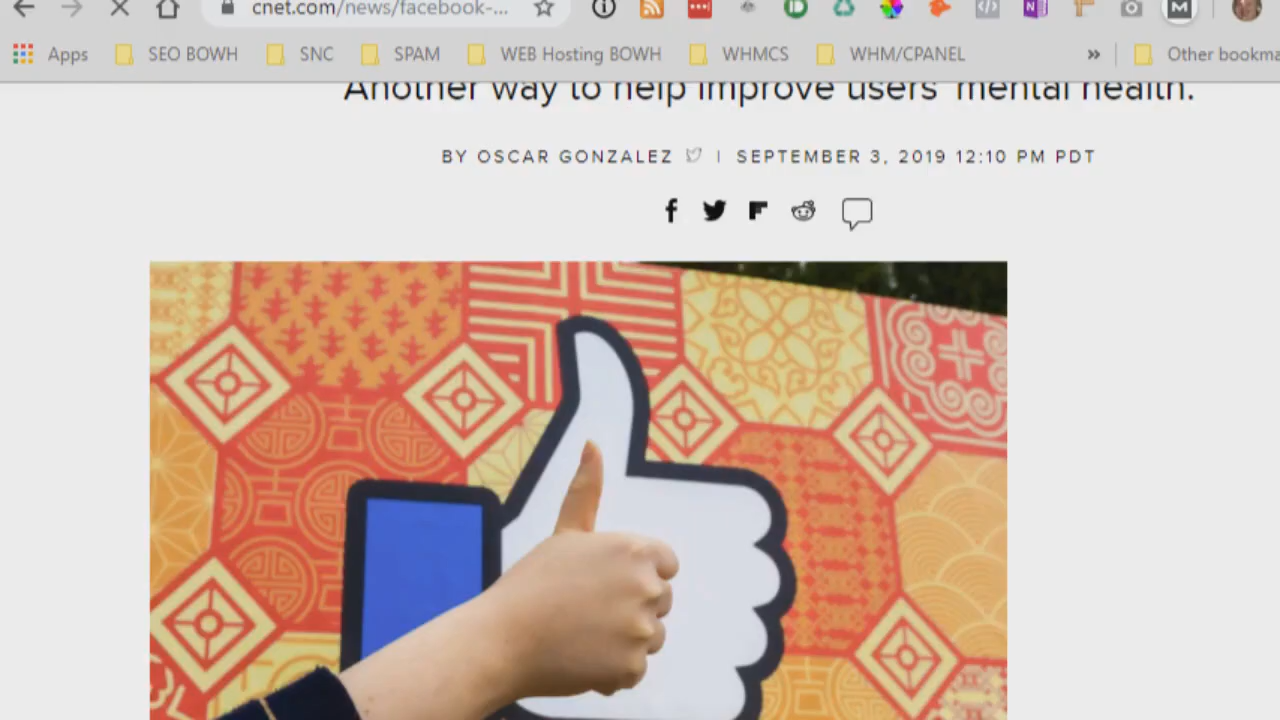 cnet.com/news/facebook-...
Apps SEO BOWH SNC SPAM WEB Hosting BOWH WHMCS WHM/CPANEL » Other bookma
Another way to help improve users' mental health.
BY OSCAR GONZALEZ | SEPTEMBER 3, 2019 12:10 PM PDT